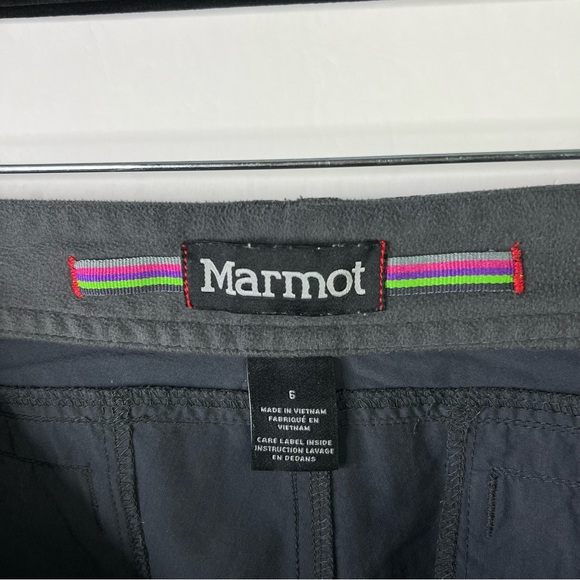 Marmot
6
MADE IN VIETNAM
FABRIQUÉ EN
VIETNAM
CARE LABEL INSIDE
INSTRUCTION LAVAGE
EN DEDANS